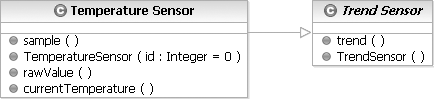 C Temperature Sensor
sample ( )
TemperatureSensor ( id : Integer = 0 )
rawValue ( )
currentTemperature ( )
C Trend Sensor
trend ( )
TrendSensor ( )